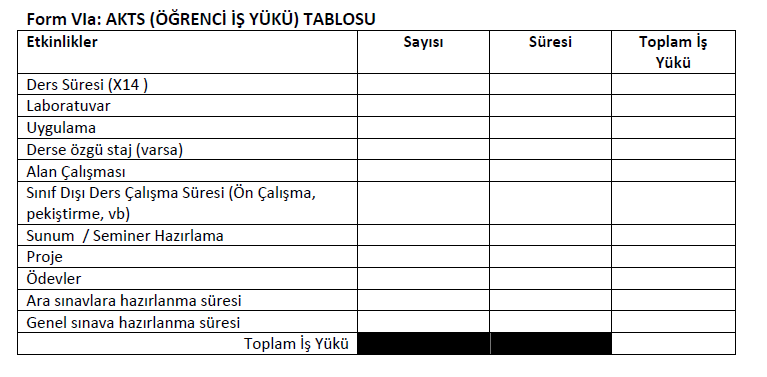 Form VIa: AKTS (ÖĞRENCİ İŞ YÜKÜ) TABLOSU
Etkinlikler Sayısı Süresi Toplam İş
Yükü
Ders Süresi (X14 )
Laboratuvar
Uygulama
Derse özgü staj (varsa)
Alan Çalışması
Sınıf Dışı Ders Çalışma Süresi (Ön Çalışma,
pekiştirme, vb)
Sunum / Seminer Hazırlama
Proje
Ödevler
Ara sınavlara hazırlanma süresi
Genel sınava hazırlanma süresi
Toplam İş Yükü